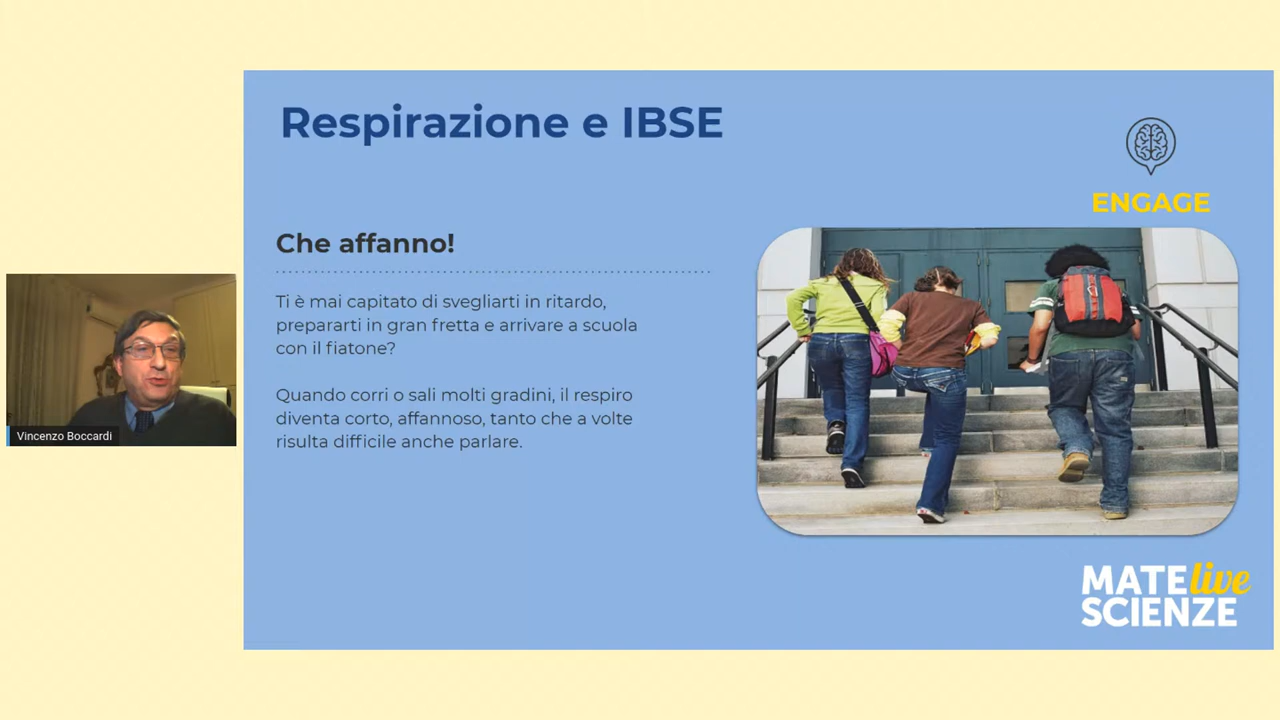 Respirazione e IBSE
ENGAGE
Che affanno!
Ti è mai capitato di svegliarti in ritardo,
prepararti in gran fretta e arrivare a scuola
con il fiatone?
Quando corri o sali molti gradini, il respiro
diventa corto, affannoso, tanto che a volte
risulta difficile anche parlare.
Vincenzo Boccardi
MATE live
SCIENZE